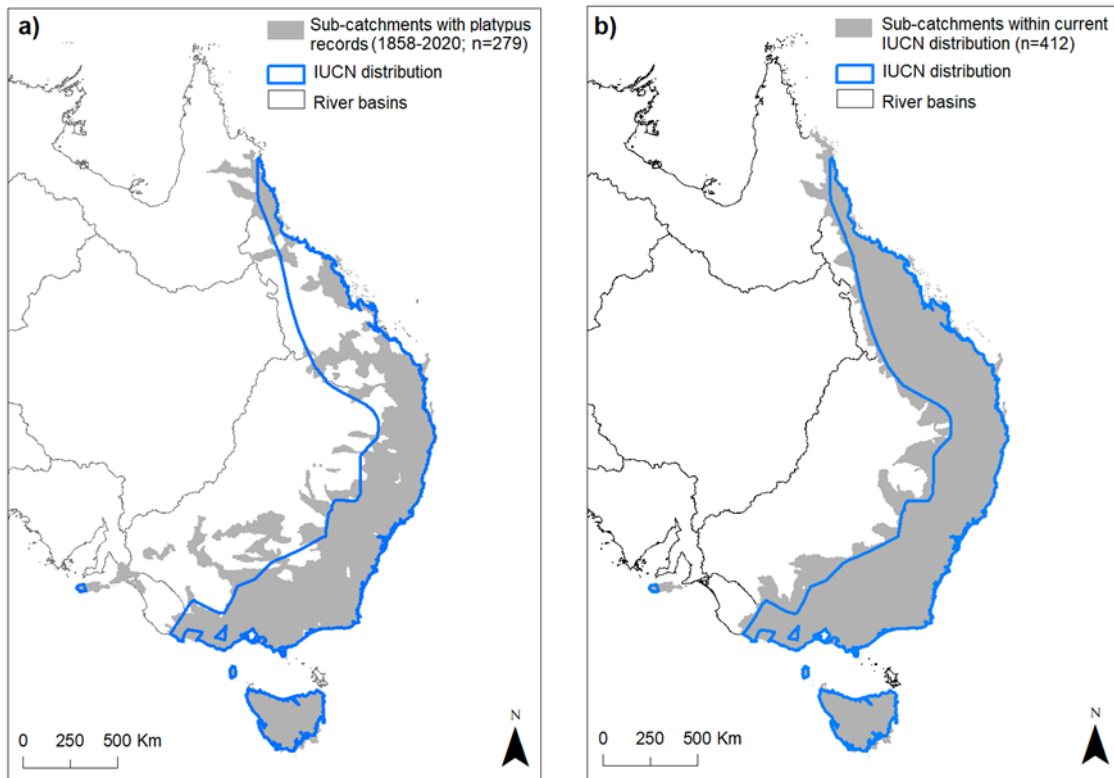 a)
Sub-catchments with platypus
records (1858-2020; n=279)
IUCN distribution
River basins
N
0 250 500 Km
b)
Sub-catchments within current
IUCN distribution (n=412)
IUCN distribution
River basins
N
0 250 500 Km